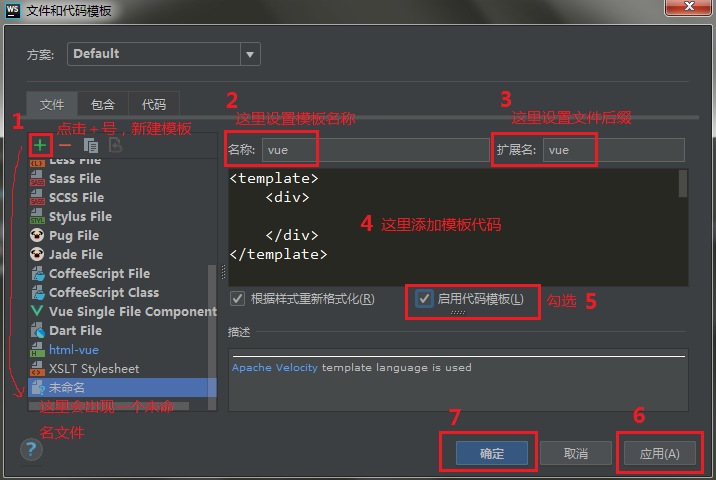 WS 文件和代码模板
方案: Default
文件 包含 代码
1 点击+号，新建模板
2 这里设置模板名称
3 这里设置文件后缀
名称: vue
扩展名: vue
Less File
Sass File
SCSS File
Stylus File
Pug File
Jade File
CoffeeScript File
CoffeeScript Class
Vue Single File Component
Dart File
html-vue
XSLT Stylesheet
未命名
这里会出现一个未命
名文件
<template>
<div>
</div>
</template>
4 这里添加模板代码
根据样式重新格式化(R)
启用代码模板(L)
勾选 5
描述
Apache Velocity template language is used
7
6
?
确定
取消
应用(A)